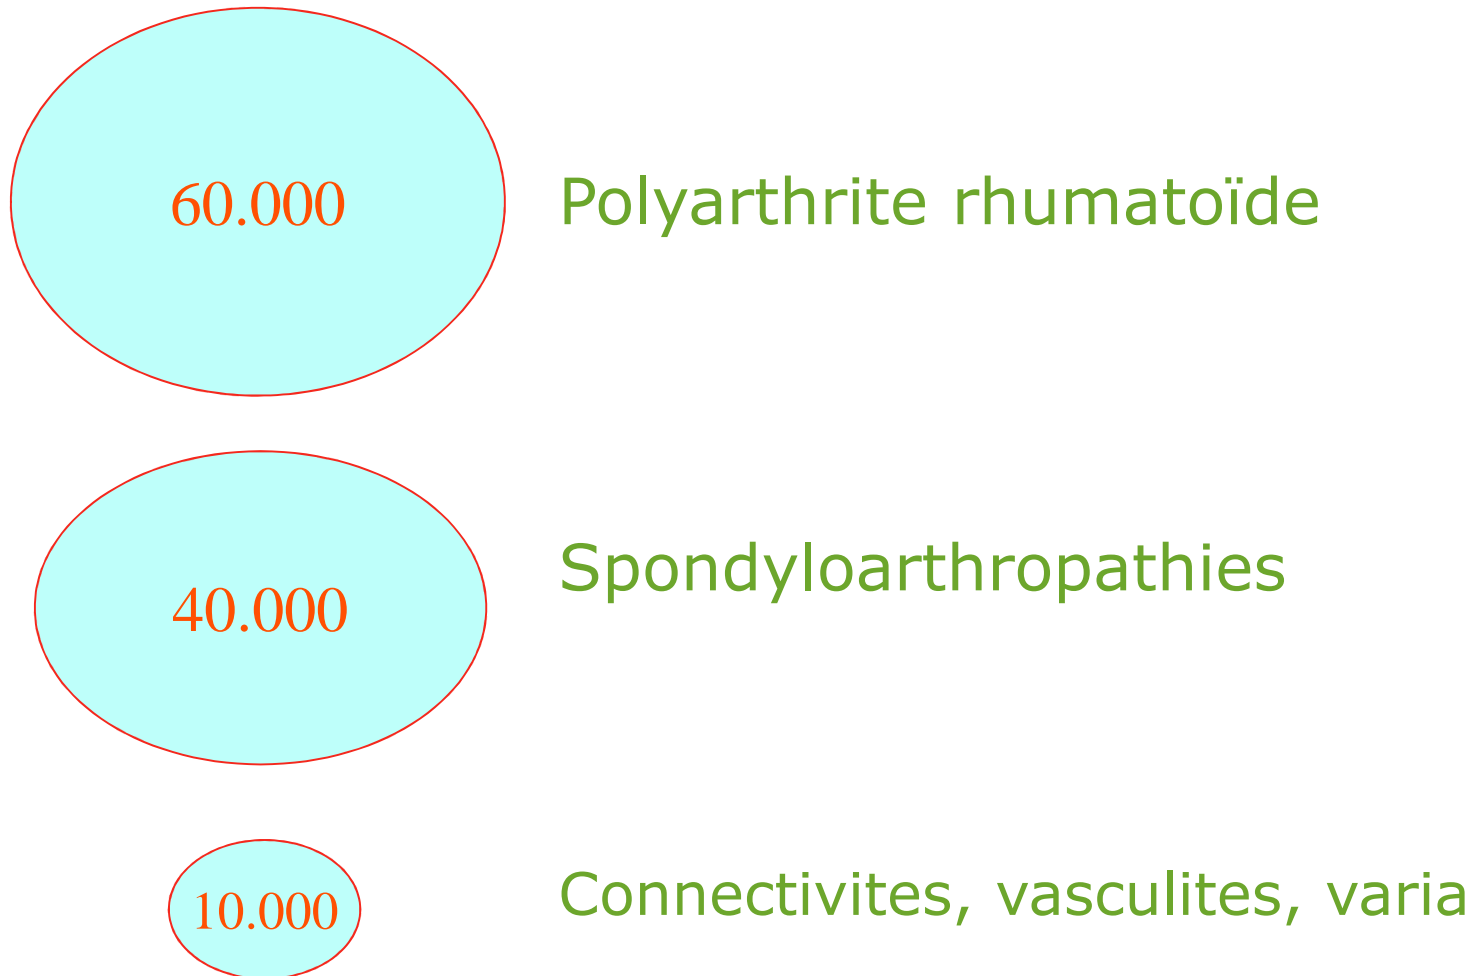 60.000
Polyarthrite rhumatoïde
40.000
Spondyloarthropathies
10.000
Connectivites, vasculites, varia